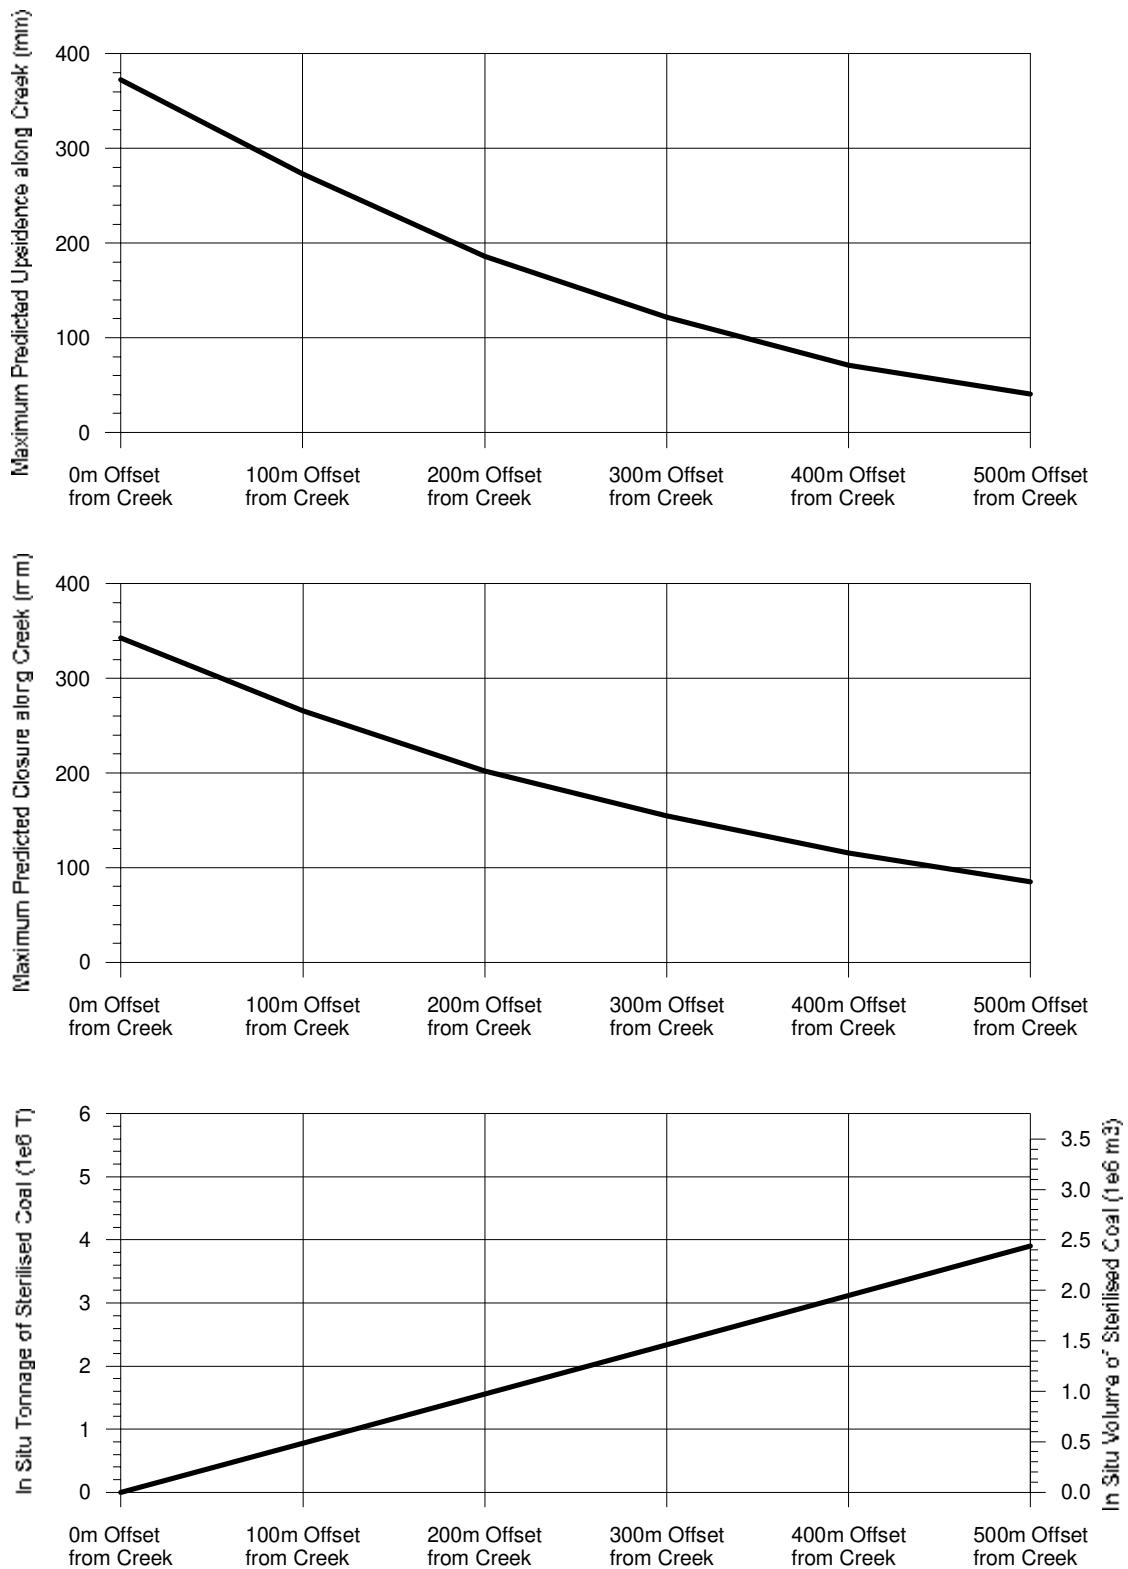 Maximum Predicted Upsidence along Creek (mm)
400
300
200
100
0
0m Offset
from Creek
100m Offset
from Creek
200m Offset
from Creek
300m Offset
from Creek
400m Offset
from Creek
500m Offset
from Creek
Maximum Predicted Closure along Creek (mm)
400
300
200
100
0
0m Offset
from Creek
100m Offset
from Creek
200m Offset
from Creek
300m Offset
from Creek
400m Offset
from Creek
500m Offset
from Creek
In Situ Tonnage of Sterilised Coal (1e6 T)
6
5
4
3
2
1
0
In Situ Volume of Sterilised Coal (1e6 m3)
3.5
3.0
2.5
2.0
1.5
1.0
0.5
0.0
0m Offset
from Creek
100m Offset
from Creek
200m Offset
from Creek
300m Offset
from Creek
400m Offset
from Creek
500m Offset
from Creek